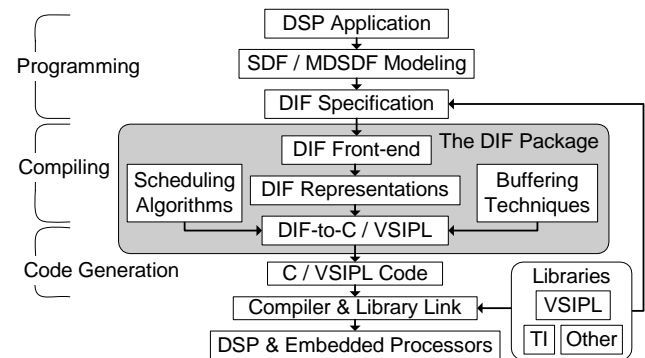 DSP Application
Programming
SDF / MDSDF Modeling
DIF Specification
The DIF Package
DIF Front-end
Compiling
Scheduling
Algorithms
DIF Representations
Buffering
Techniques
DIF-to-C / VSIPL
Code Generation
C / VSIPL Code
Libraries
Compiler & Library Link
VSIPL
TI
Other
DSP & Embedded Processors